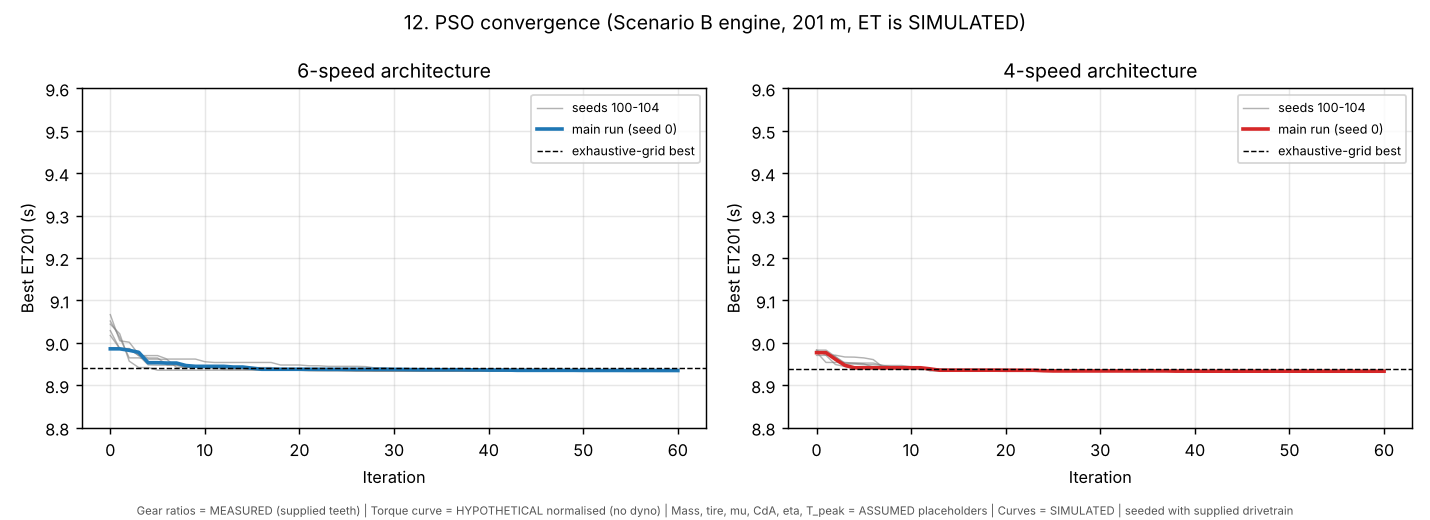 12. PSO convergence (Scenario B engine, 201 m, ET is SIMULATED)
6-speed architecture
9.6
9.5
9.4
9.3
9.2
9.1
9.0
8.9
8.8
Best ET201 (s)
seeds 100-104
main run (seed 0)
exhaustive-grid best
0 10 20 30 40 50 60
Iteration
4-speed architecture
9.6
9.5
9.4
9.3
9.2
9.1
9.0
8.9
8.8
Best ET201 (s)
seeds 100-104
main run (seed 0)
exhaustive-grid best
0 10 20 30 40 50 60
Iteration
Gear ratios = MEASURED (supplied teeth) | Torque curve = HYPOTHETICAL normalised (no dyno) | Mass, tire, mu, CdA, eta, T_peak = ASSUMED placeholders | Curves = SIMULATED | seeded with supplied drivetrain